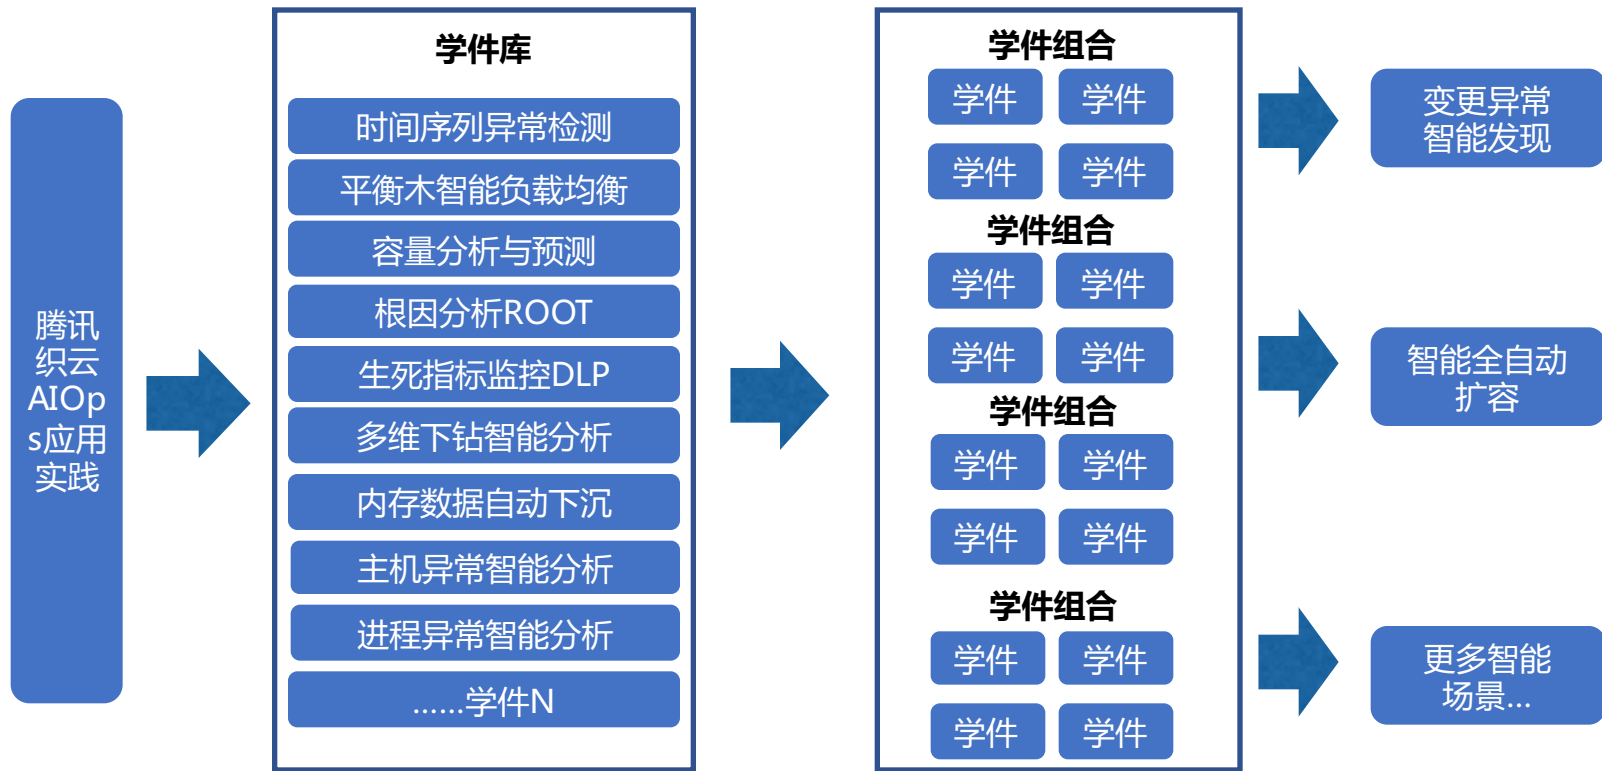 腾讯
织云
AIOp
s应用
实践
学件库
时间序列异常检测
平衡木智能负载均衡
容量分析与预测
根因分析ROOT
生死指标监控DLP
多维下钻智能分析
内存数据自动下沉
主机异常智能分析
进程异常智能分析
……学件N
学件组合
学件 学件
学件 学件
学件组合
学件 学件
学件 学件
学件组合
学件 学件
学件 学件
学件组合
学件 学件
学件 学件
变更异常
智能发现
智能全自动
扩容
更多智能
场景…